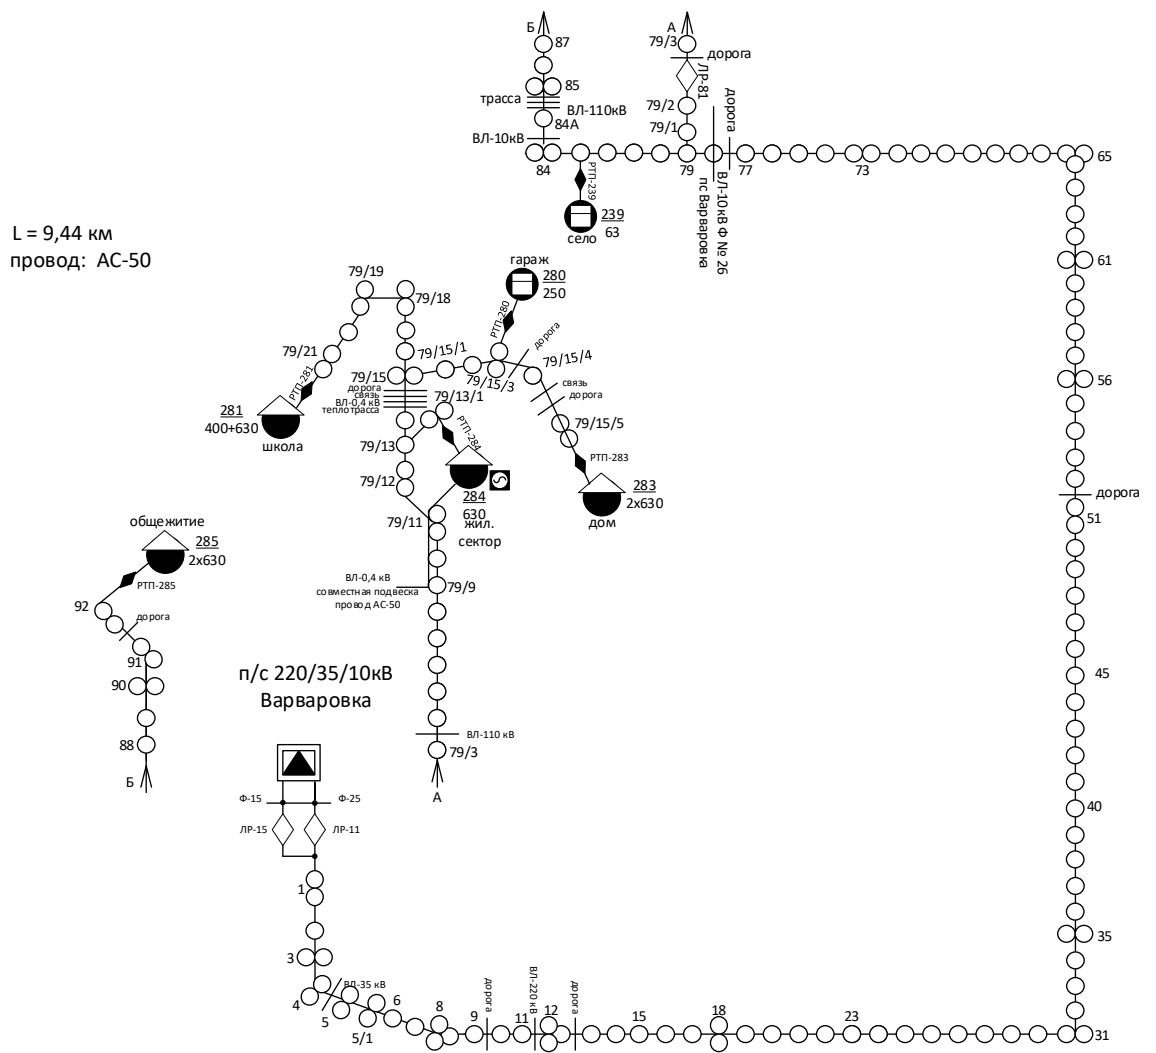 Б
87
85
трасса
ВЛ-110кВ
84А
ВЛ-10кВ
84
А
79/3
дорога
ЛР-81
79/2
79/1
дорога
79
77
73
65
РТП-239
239
63
село
ВЛ-10 кВ Ф № 26
пс Варваровка
L = 9,44 км
провод: АС-50
61
56
дорога
51
45
40
35
31
гараж
280
250
РТП-280
79/19
79/18
79/21
РТП-281
281
400+630
школа
79/15/1
79/15
79/15/3
дорога
79/15/4
связь
дорога
79/15/5
РТП-283
283
2х630
дом
дорога
связь
ВЛ-0,4 кВ
теплотрасса
79/13/1
РТП-284
79/13
79/12
79/11
284
630
жил.
сектор
ВЛ-0,4 кВ
совместная подвеска
провод АС-50
79/9
ВЛ-110 кВ
79/3
А
общежитие
285
2х630
РТП-285
92
дорога
91
90
88
Б
п/с 220/35/10кВ
Варваровка
Ф-15
Ф-25
ЛР-15
ЛР-11
1
3
4
ВЛ-35 кВ
5
5/1
6
8
9
дорога
11
ВЛ-220 кВ
12
дорога
15
18
23